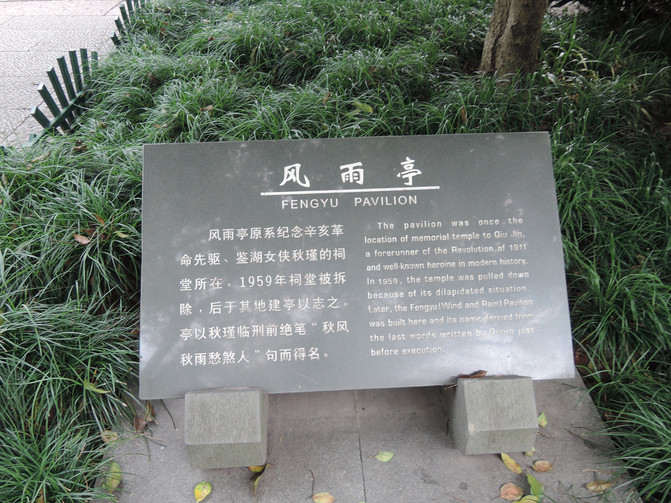 风雨亭
FENGYU PAVILION
风雨亭原系纪念辛亥革
命先驱、鉴湖女侠秋瑾的祠
堂所在。1959年祠堂被拆
除，后于其地建亭以志之。
亭以秋瑾临刑前绝笔“秋风
秋雨愁煞人”句而得名。
The pavilion was once the
location of memorial temple to Qiu Jin,
a forerunner of the Revolution of 1911
and well-known heroine in modern history.
In 1959, the temple was pulled down
because of its dilapidated situation.
Later, the Fengyu(Wind and Rain) Pavilion
was built here and its name derived from
the last words written by Qiujin just
before execution.